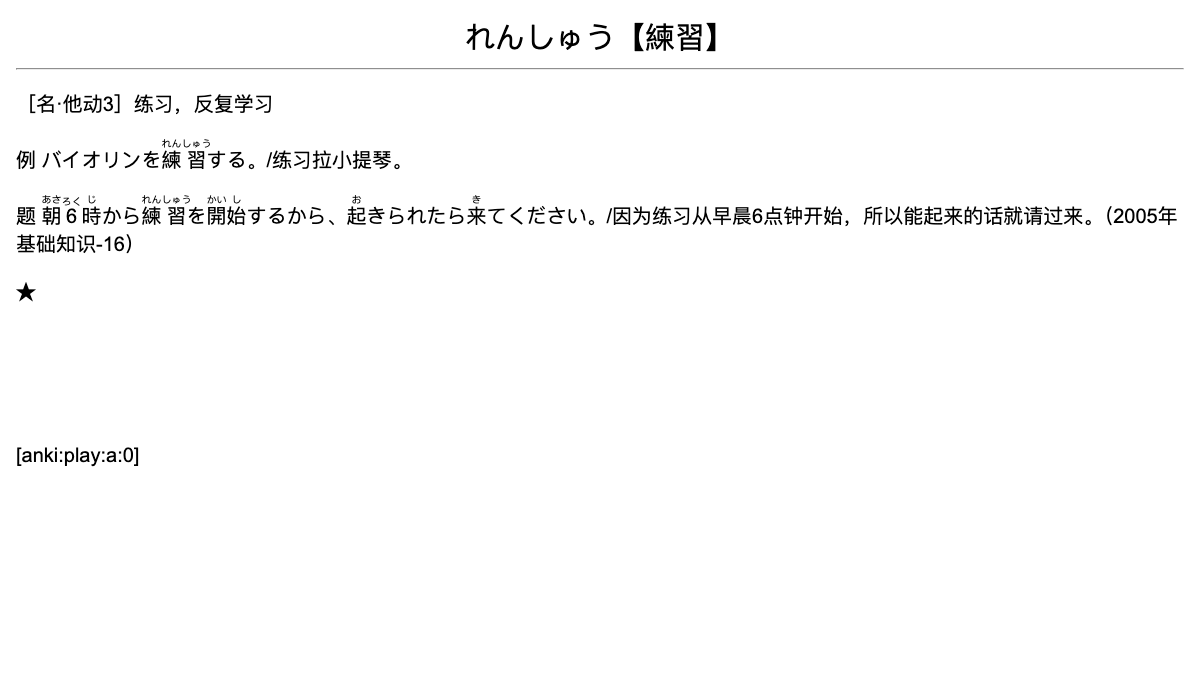 れんしゅう【練習】
［名·他动3］练习，反复学习
れんしゅう
例 バイオリンを練習する。/练习拉小提琴。
あさ ろく じ れんしゅう かい し お き
题 朝6時から練習を開始するから、起きられたら来てください。/因为练习从早晨6点钟开始，所以能起来的话就请过来。（2005年
基础知识-16）
★
[anki:play:a:0]